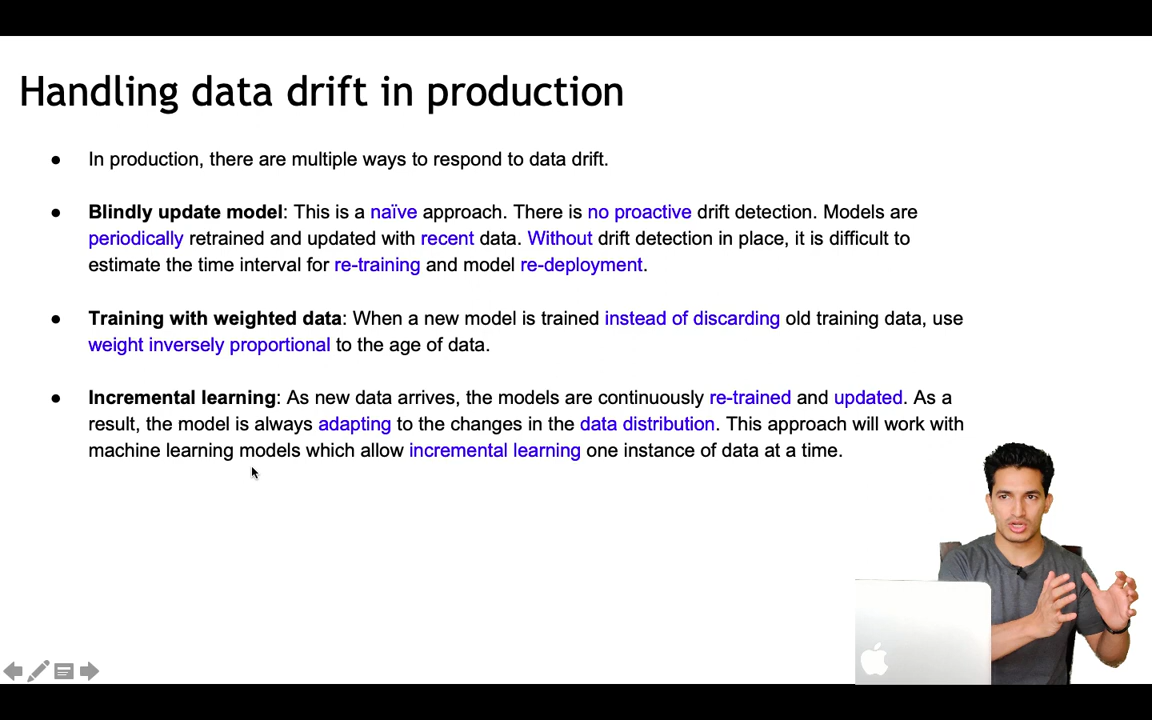 Handling data drift in production
● In production, there are multiple ways to respond to data drift.
● Blindly update model: This is a naïve approach. There is no proactive drift detection. Models are
periodically retrained and updated with recent data. Without drift detection in place, it is difficult to
estimate the time interval for re-training and model re-deployment.
● Training with weighted data: When a new model is trained instead of discarding old training data, use
weight inversely proportional to the age of data.
● Incremental learning: As new data arrives, the models are continuously re-trained and updated. As a
result, the model is always adapting to the changes in the data distribution. This approach will work with
machine learning models which allow incremental learning one instance of data at a time.